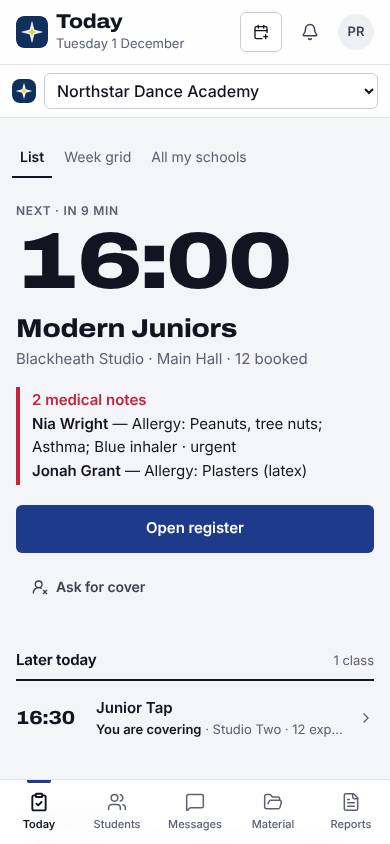 Today
Tuesday 1 December
PR
Northstar Dance Academy
List
Week grid
All my schools
NEXT · IN 9 MIN
16:00
Modern Juniors
Blackheath Studio · Main Hall · 12 booked
2 medical notes
Nia Wright — Allergy: Peanuts, tree nuts;
Asthma; Blue inhaler · urgent
Jonah Grant — Allergy: Plasters (latex)
Open register
Ask for cover
Later today
1 class
16:30
Junior Tap
You are covering · Studio Two · 12 exp...
Today
Students
Messages
Material
Reports